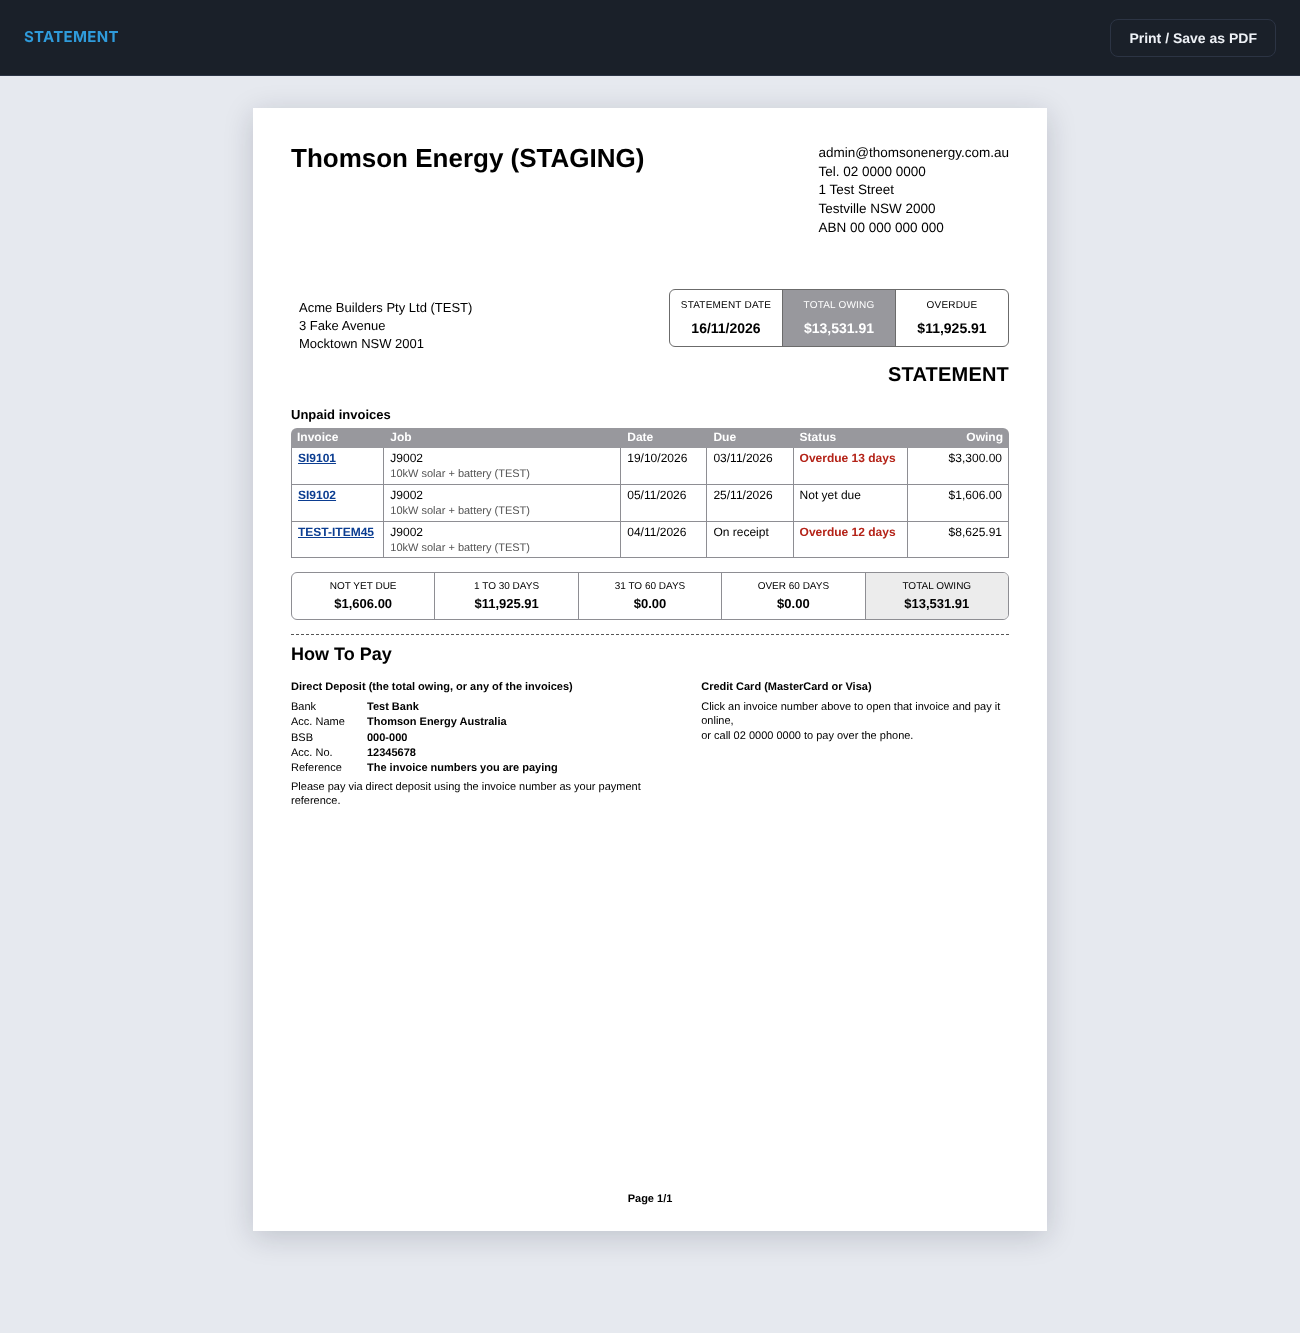 STATEMENT
Print / Save as PDF
Thomson Energy (STAGING)
admin@thomsonenergy.com.au
Tel. 02 0000 0000
1 Test Street
Testville NSW 2000
ABN 00 000 000 000
Acme Builders Pty Ltd (TEST)
3 Fake Avenue
Mocktown NSW 2001
STATEMENT DATE TOTAL OWING OVERDUE
16/11/2026 $13,531.91 $11,925.91
STATEMENT
Unpaid invoices
Invoice Job Date Due Status Owing
SI9101 J9002 19/10/2026 03/11/2026 Overdue 13 days $3,300.00
10kW solar + battery (TEST)
SI9102 J9002 05/11/2026 25/11/2026 Not yet due $1,606.00
10kW solar + battery (TEST)
TEST-ITEM45 J9002 04/11/2026 On receipt Overdue 12 days $8,625.91
10kW solar + battery (TEST)
NOT YET DUE 1 TO 30 DAYS 31 TO 60 DAYS OVER 60 DAYS TOTAL OWING
$1,606.00 $11,925.91 $0.00 $0.00 $13,531.91
How To Pay
Direct Deposit (the total owing, or any of the invoices)
Bank Test Bank
Acc. Name Thomson Energy Australia
BSB 000-000
Acc. No. 12345678
Reference The invoice numbers you are paying
Please pay via direct deposit using the invoice number as your payment
reference.
Credit Card (MasterCard or Visa)
Click an invoice number above to open that invoice and pay it
online,
or call 02 0000 0000 to pay over the phone.
Page 1/1